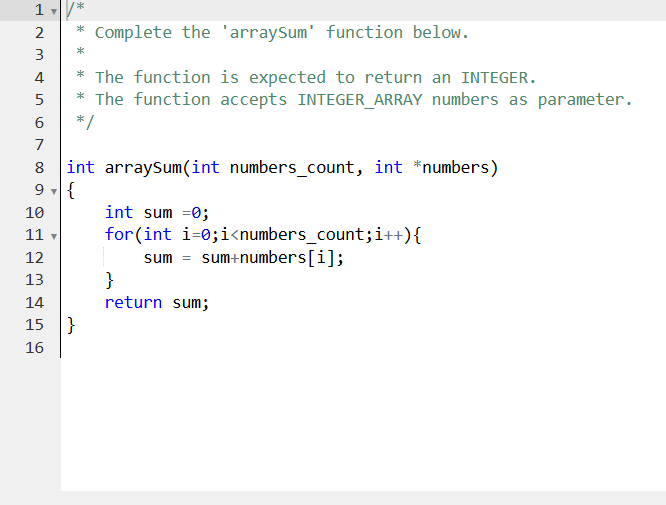 1 /*
2  * Complete the 'arraySum' function below.
3  *
4  * The function is expected to return an INTEGER.
5  * The function accepts INTEGER_ARRAY numbers as parameter.
6  */
7
8 int arraySum(int numbers_count, int *numbers)
9 {
10     int sum =0;
11     for(int i=0;i<numbers_count;i++){
12         sum = sum+numbers[i];
13     }
14     return sum;
15 }
16